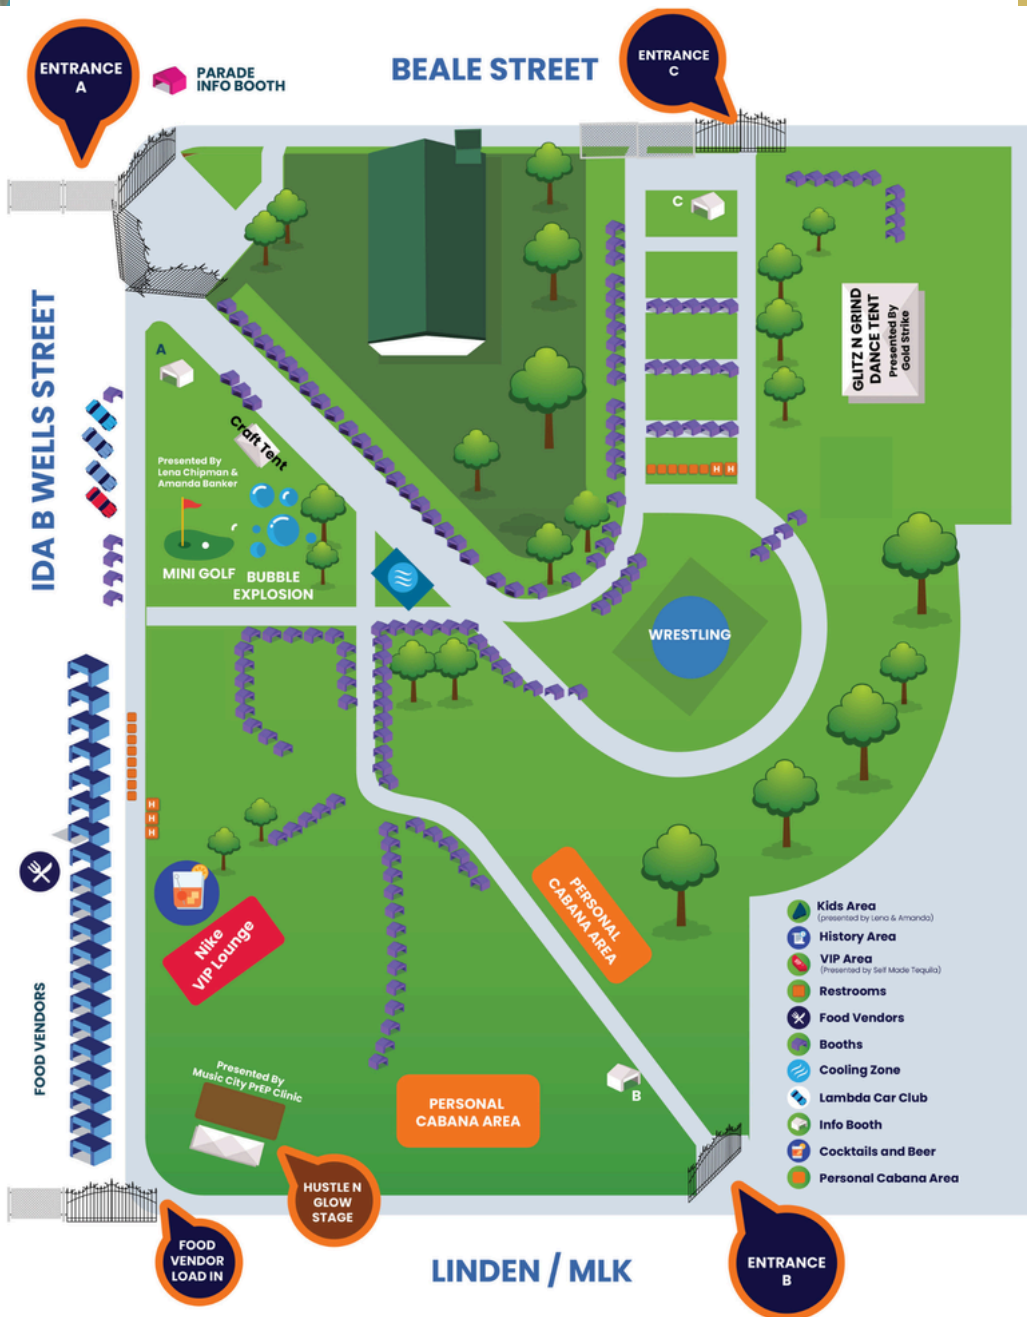 ENTRANCE
A
PARADE
INFO BOOTH
BEALE STREET
ENTRANCE
C
C
GLITZ N GRIND
DANCE TENT
Presented By
Gold Strike
IDA B WELLS STREET
A
Craft Tent
Presented By
Lena Chipman &
Amanda Banker
MINI GOLF
BUBBLE
EXPLOSION
H H
WRESTLING
H
H
H
Nike
VIP Lounge
PERSONAL
CABANA AREA
FOOD VENDORS
Presented By
Music City PrEP Clinic
PERSONAL
CABANA AREA
B
HUSTLE N
GLOW
STAGE
FOOD
VENDOR
LOAD IN
LINDEN / MLK
ENTRANCE
B
Kids Area
(presented by Lena & Amanda)
History Area
VIP Area
(Presented by Self Made Tequila)
Restrooms
Food Vendors
Booths
Cooling Zone
Lambda Car Club
Info Booth
Cocktails and Beer
Personal Cabana Area